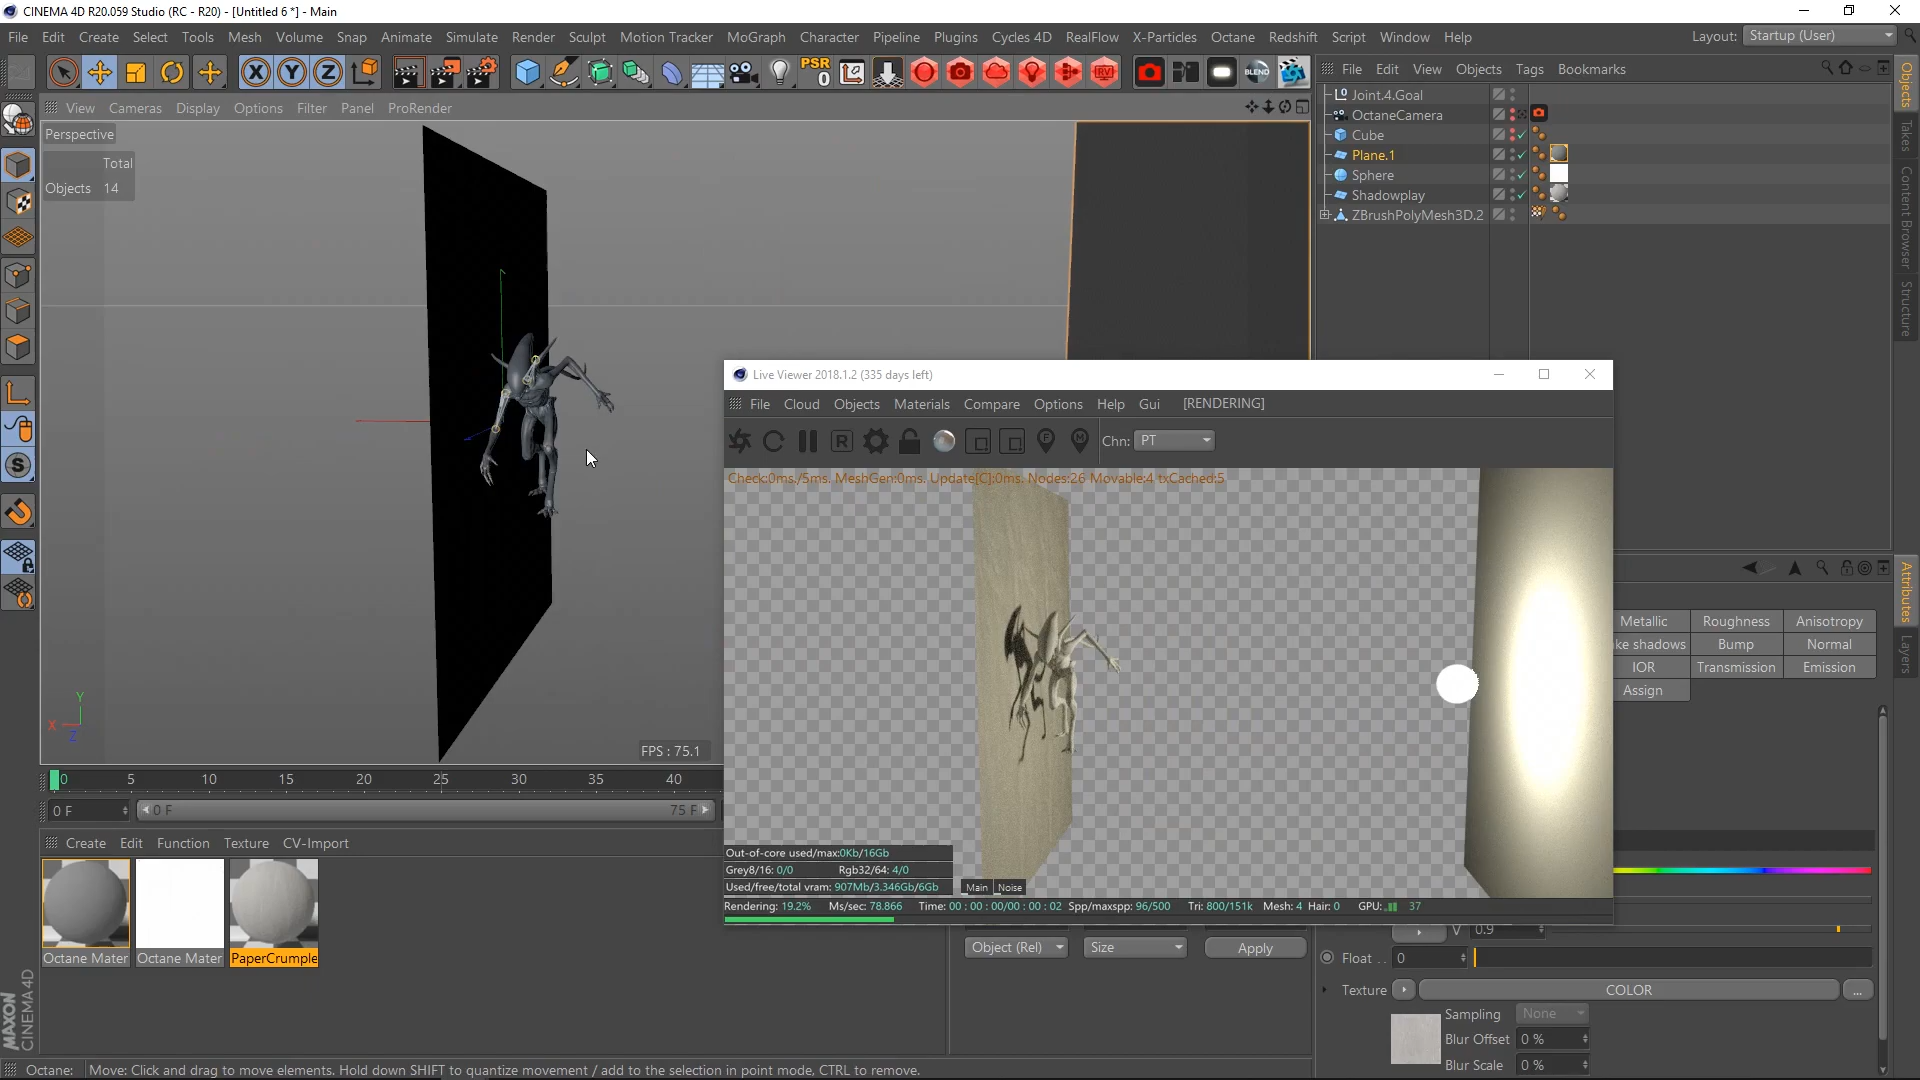 CINEMA 4D R20.059 Studio (RC - R20) - [Untitled 6 *] - Main
File Edit Create Select Tools Mesh Volume Snap Animate Simulate Render Sculpt Motion Tracker MoGraph Character Pipeline Plugins Cycles 4D RealFlow X-Particles Octane Redshift Script Window Help
Layout: Startup (User)
X Y Z PSR 0 RV BLEND
File Edit View Objects Tags Bookmarks
View Cameras Display Options Filter Panel ProRender
Perspective
Total
Objects 14
Joint.4.Goal
OctaneCamera
Cube
Plane.1
Sphere
Shadowplay
ZBrushPolyMesh3D.2
Objects
Takes
Content Browser
Structure
Live Viewer 2018.1.2 (335 days left)
File Cloud Objects Materials Compare Options Help Gui [RENDERING]
R F M Chn: PT
Check:0ms./5ms. MeshGen:0ms. Update[C]:0ms. Nodes:26 Movable:4 txCached:5
Attributes
Layers
Metallic Roughness Anisotropy
ke shadows Bump Normal
IOR Transmission Emission
Assign
Y
X
Z
FPS : 75.1
0 5 10 15 20 25 30 35 40
0 F 0 F 75 F
Create Edit Function Texture CV-Import
Out-of-core used/max:0Kb/16Gb
Grey8/16: 0/0 Rgb32/64: 4/0
Used/free/total vram: 907Mb/3.346Gb/6Gb
Main Noise
Rendering: 19.2% Ms/sec: 78.866 Time: 00 : 00 : 00/00 : 00 : 02 Spp/maxspp: 96/500 Tri: 800/151k Mesh: 4 Hair: 0 GPU: 37
Octane Mater Octane Mater PaperCrumple
Object (Rel) Size Apply
V 0.9
Float . . 0
Texture COLOR ...
Sampling None
Blur Offset 0 %
Blur Scale 0 %
MAXON
CINEMA 4D
Octane: Move: Click and drag to move elements. Hold down SHIFT to quantize movement / add to the selection in point mode, CTRL to remove.